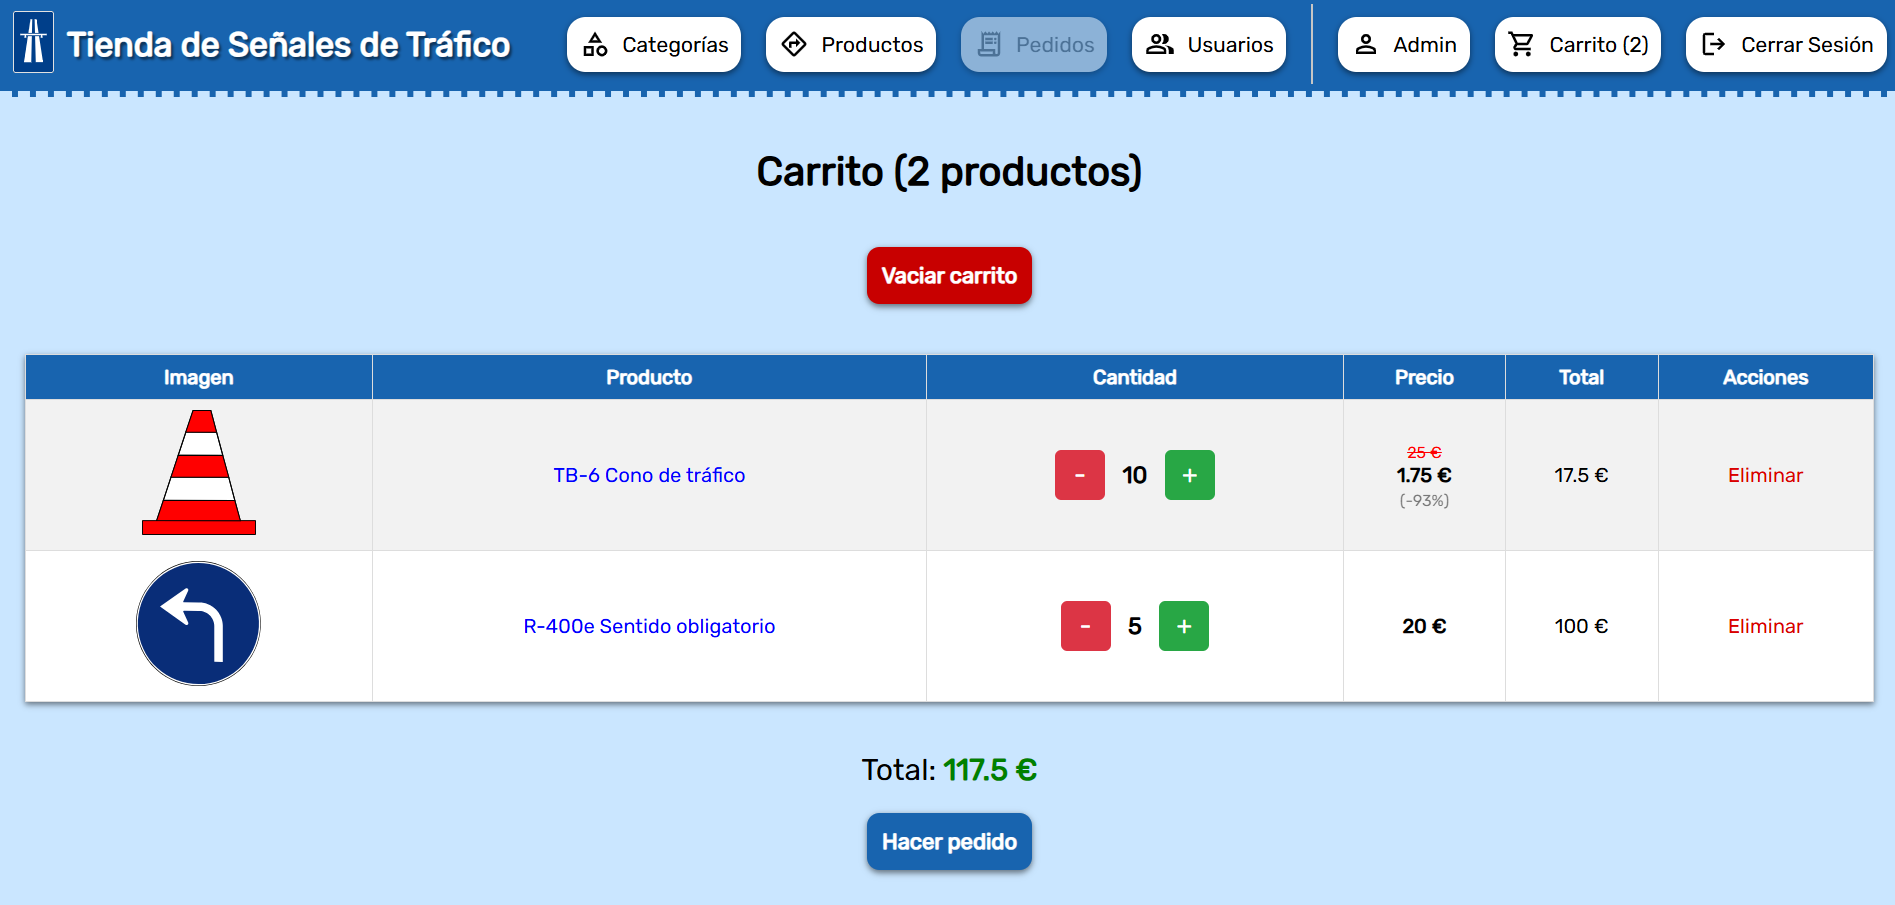 Tienda de Señales de Tráfico
Categorías
Productos
Pedidos
Usuarios
Admin
Carrito (2)
Cerrar Sesión
Carrito (2 productos)
Vaciar carrito
Imagen Producto Cantidad Precio Total Acciones
TB-6 Cono de tráfico
- 10 +
25 €
1.75 €
(-93%)
17.5 €
Eliminar
R-400e Sentido obligatorio
- 5 +
20 €
100 €
Eliminar
Total: 117.5 €
Hacer pedido